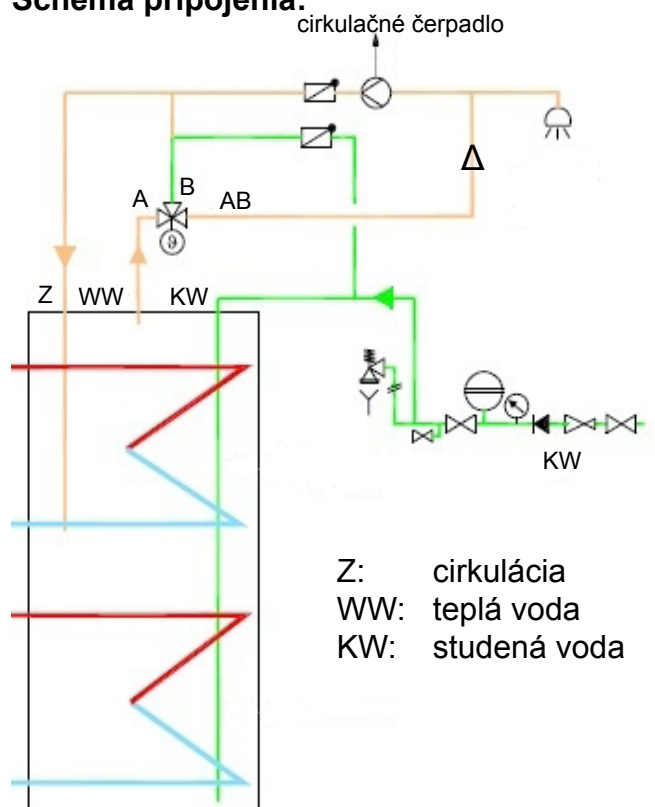 Schéma pripojenia:
cirkulačné čerpadlo
Δ
A
B
AB
Z
WW
KW
KW
Z: cirkulácia
WW: teplá voda
KW: studená voda